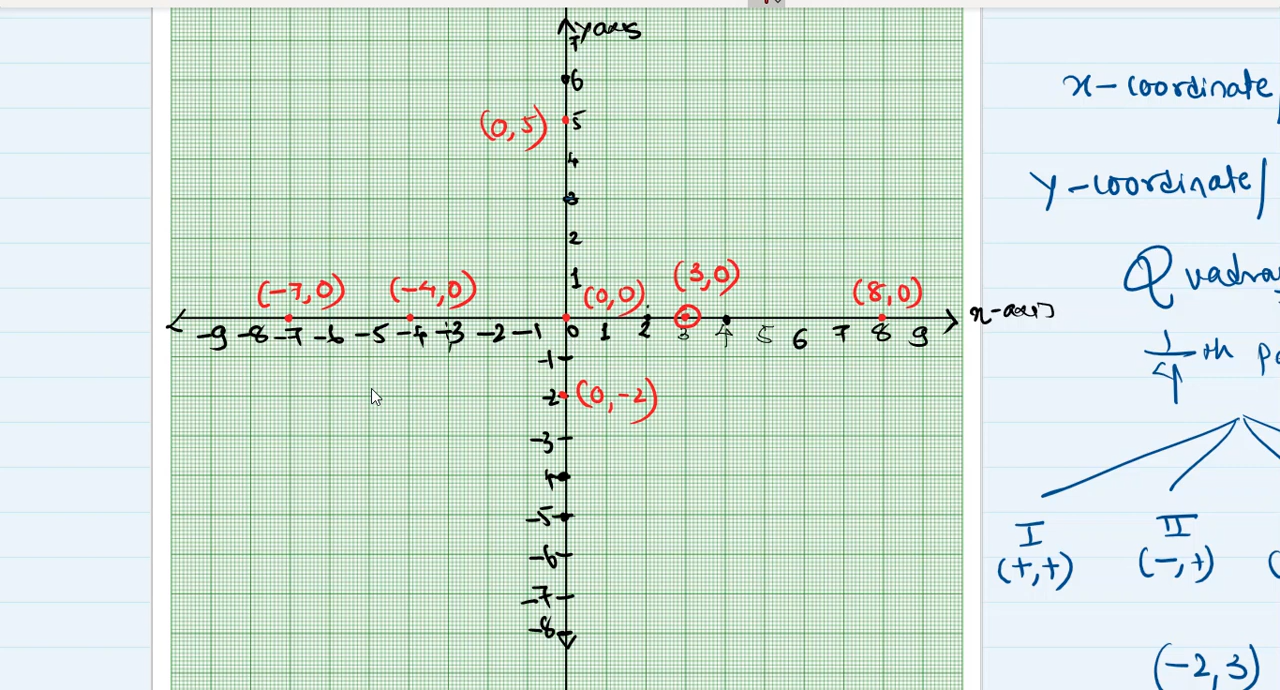 y axis
7
6
(0,5) 5
4
3
2
1
(-7,0) (-4,0) (0,0) (3,0) (8,0)
x-axis
-9 -8 -7 -6 -5 -4 -3 -2 -1 0 1 2 3 4 5 6 7 8 9
-1
-2 (0,-2)
-3
-5
-6
-7
-8
x-coordinate/
y-coordinate/
Quadra
1/4 th
I II
(+,+) (-,+) (
(-2,3)